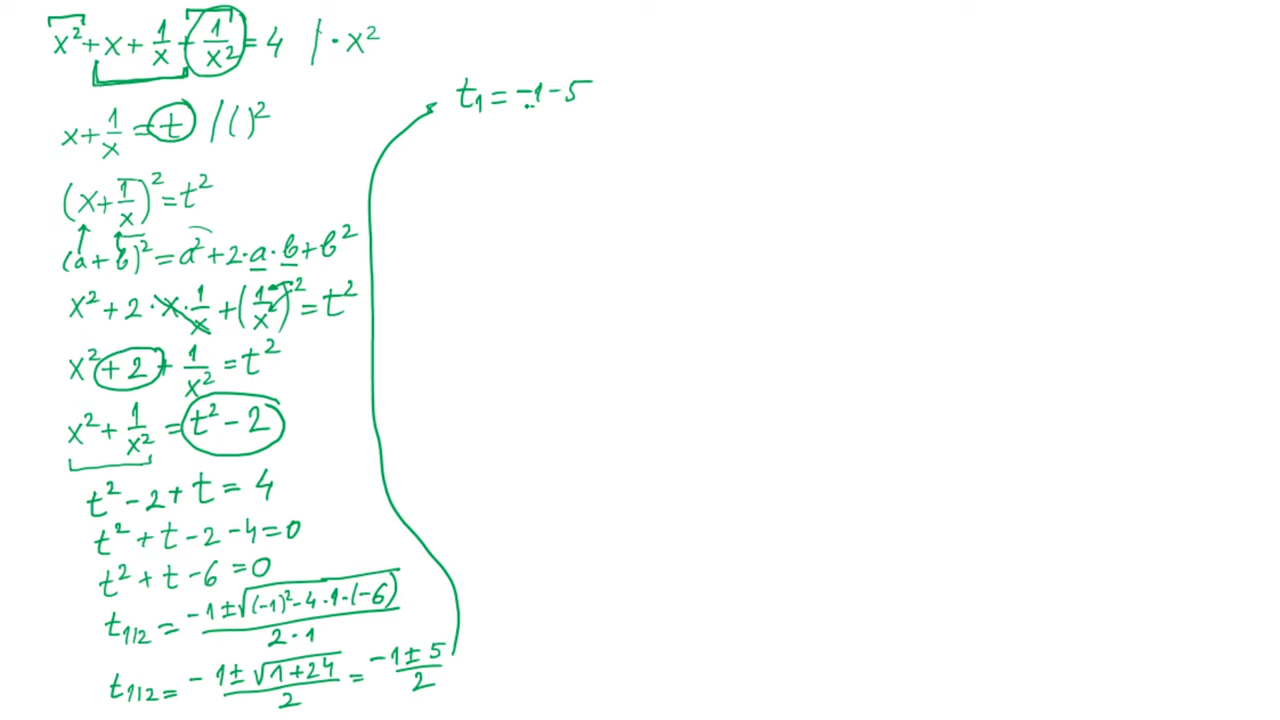 x² + x + 1/x + 1/x² = 4 | · x²
x + 1/x = t /( )²
(x + 1/x)² = t²
(a + b)² = a² + 2 · a · b + b²
x² + 2 · x · 1/x + (1/x)² = t²
x² + 2 + 1/x² = t²
x² + 1/x² = t² - 2
t² - 2 + t = 4
t² + t - 2 - 4 = 0
t² + t - 6 = 0
t1/2 = (-1 ± √((-1)² - 4 · 1 · (-6)))/(2 · 1)
t1/2 = (-1 ± √(1 + 24))/2 = (-1 ± 5)/2
t₁ = -1 - 5